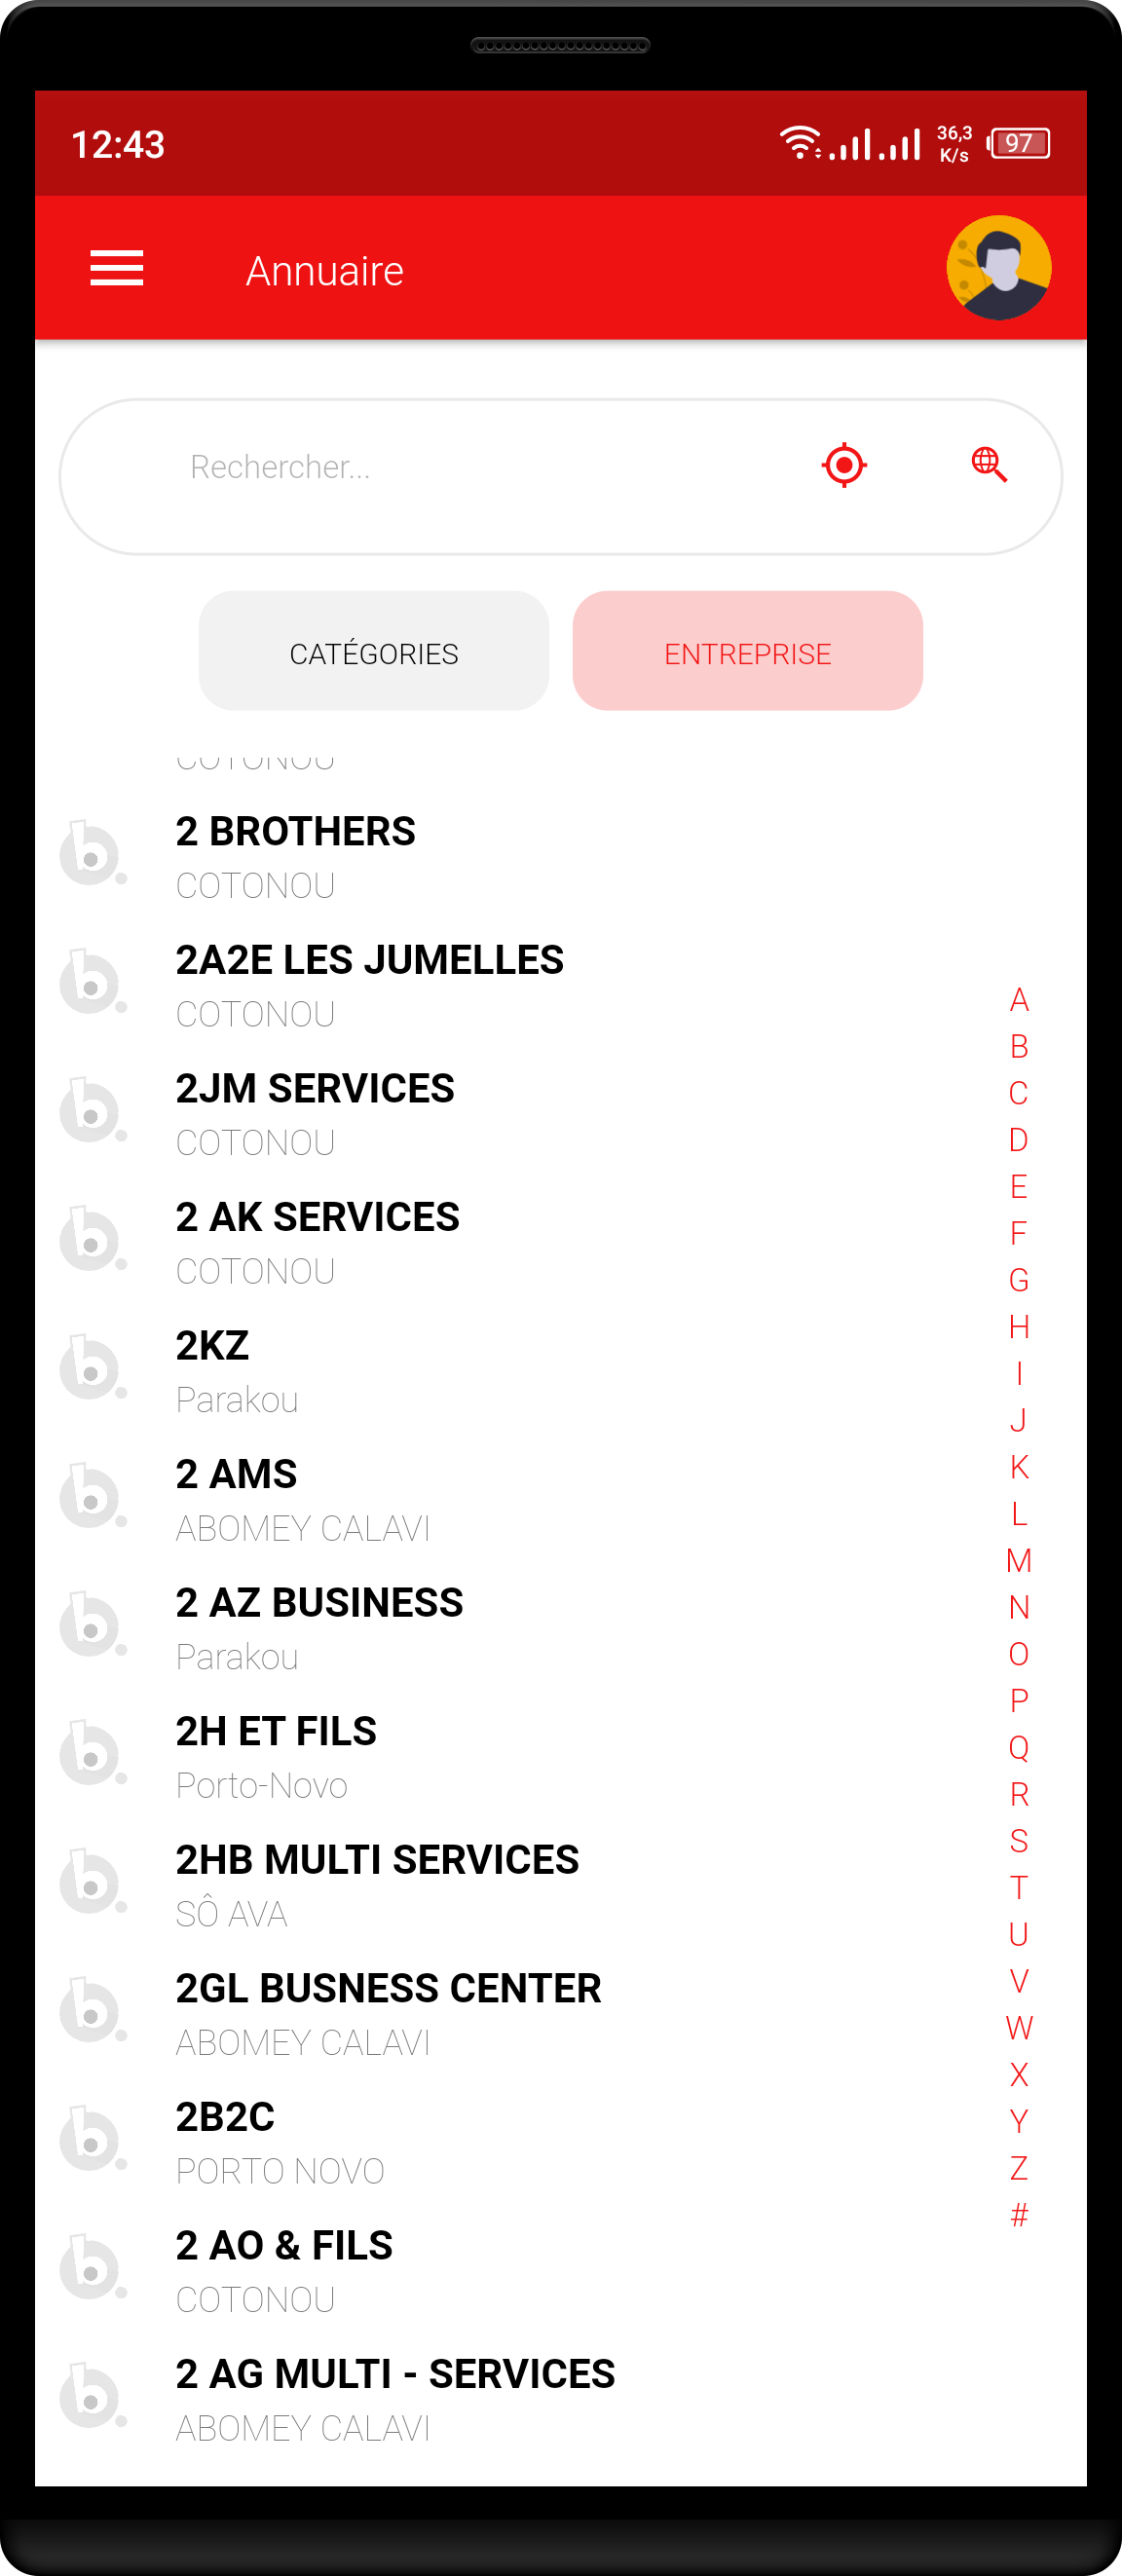 12:43
36,3
K/s
97
Annuaire
Rechercher...
CATÉGORIES
ENTREPRISE
COTONOU
2 BROTHERS
COTONOU
2A2E LES JUMELLES
COTONOU
2JM SERVICES
COTONOU
2 AK SERVICES
COTONOU
2KZ
Parakou
2 AMS
ABOMEY CALAVI
2 AZ BUSINESS
Parakou
2H ET FILS
Porto-Novo
2HB MULTI SERVICES
SÔ AVA
2GL BUSNESS CENTER
ABOMEY CALAVI
2B2C
PORTO NOVO
2 AO & FILS
COTONOU
2 AG MULTI - SERVICES
ABOMEY CALAVI
A
B
C
D
E
F
G
H
I
J
K
L
M
N
O
P
Q
R
S
T
U
V
W
X
Y
Z
#